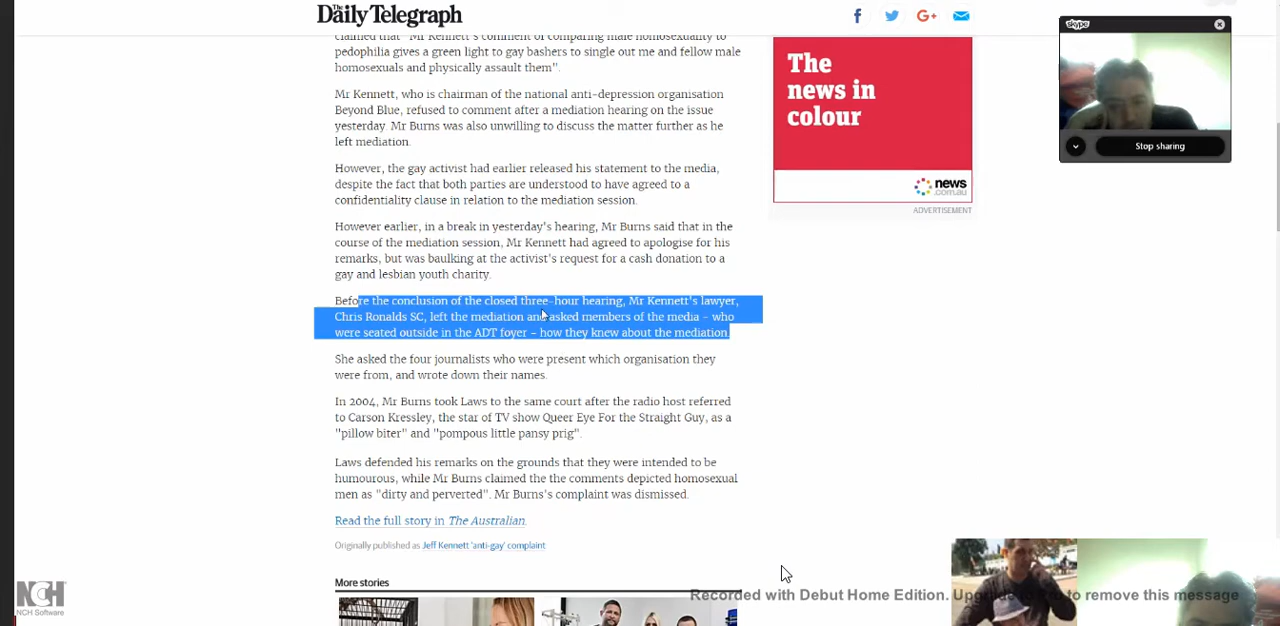 The Daily Telegraph
claimed that "Mr Kennett's comment of comparing male homosexuality to
pedophilia gives a green light to gay bashers to single out me and fellow male
homosexuals and physically assault them".
Mr Kennett, who is chairman of the national anti-depression organisation
Beyond Blue, refused to comment after a mediation hearing on the issue
yesterday. Mr Burns was also unwilling to discuss the matter further as he
left mediation.
However, the gay activist had earlier released his statement to the media,
despite the fact that both parties are understood to have agreed to a
confidentiality clause in relation to the mediation session.
However earlier, in a break in yesterday's hearing, Mr Burns said that in the
course of the mediation session, Mr Kennett had agreed to apologise for his
remarks, but was baulking at the activist's request for a cash donation to a
gay and lesbian youth charity.
Before the conclusion of the closed three-hour hearing, Mr Kennett's lawyer,
Chris Ronalds SC, left the mediation and asked members of the media - who
were seated outside in the ADT foyer - how they knew about the mediation.
She asked the four journalists who were present which organisation they
were from, and wrote down their names.
In 2004, Mr Burns took Laws to the same court after the radio host referred
to Carson Kressley, the star of TV show Queer Eye For the Straight Guy, as a
"pillow biter" and "pompous little pansy prig".
Laws defended his remarks on the grounds that they were intended to be
humourous, while Mr Burns claimed the the comments depicted homosexual
men as "dirty and perverted". Mr Burns's complaint was dismissed.
Read the full story in The Australian.
Originally published as Jeff Kennett 'anti-gay' complaint
More stories
The
news in
colour
news
.com.au
ADVERTISEMENT
skype
Stop sharing
NCH
NCH Software
Recorded with Debut Home Edition. Upgrade to Pro to remove this message